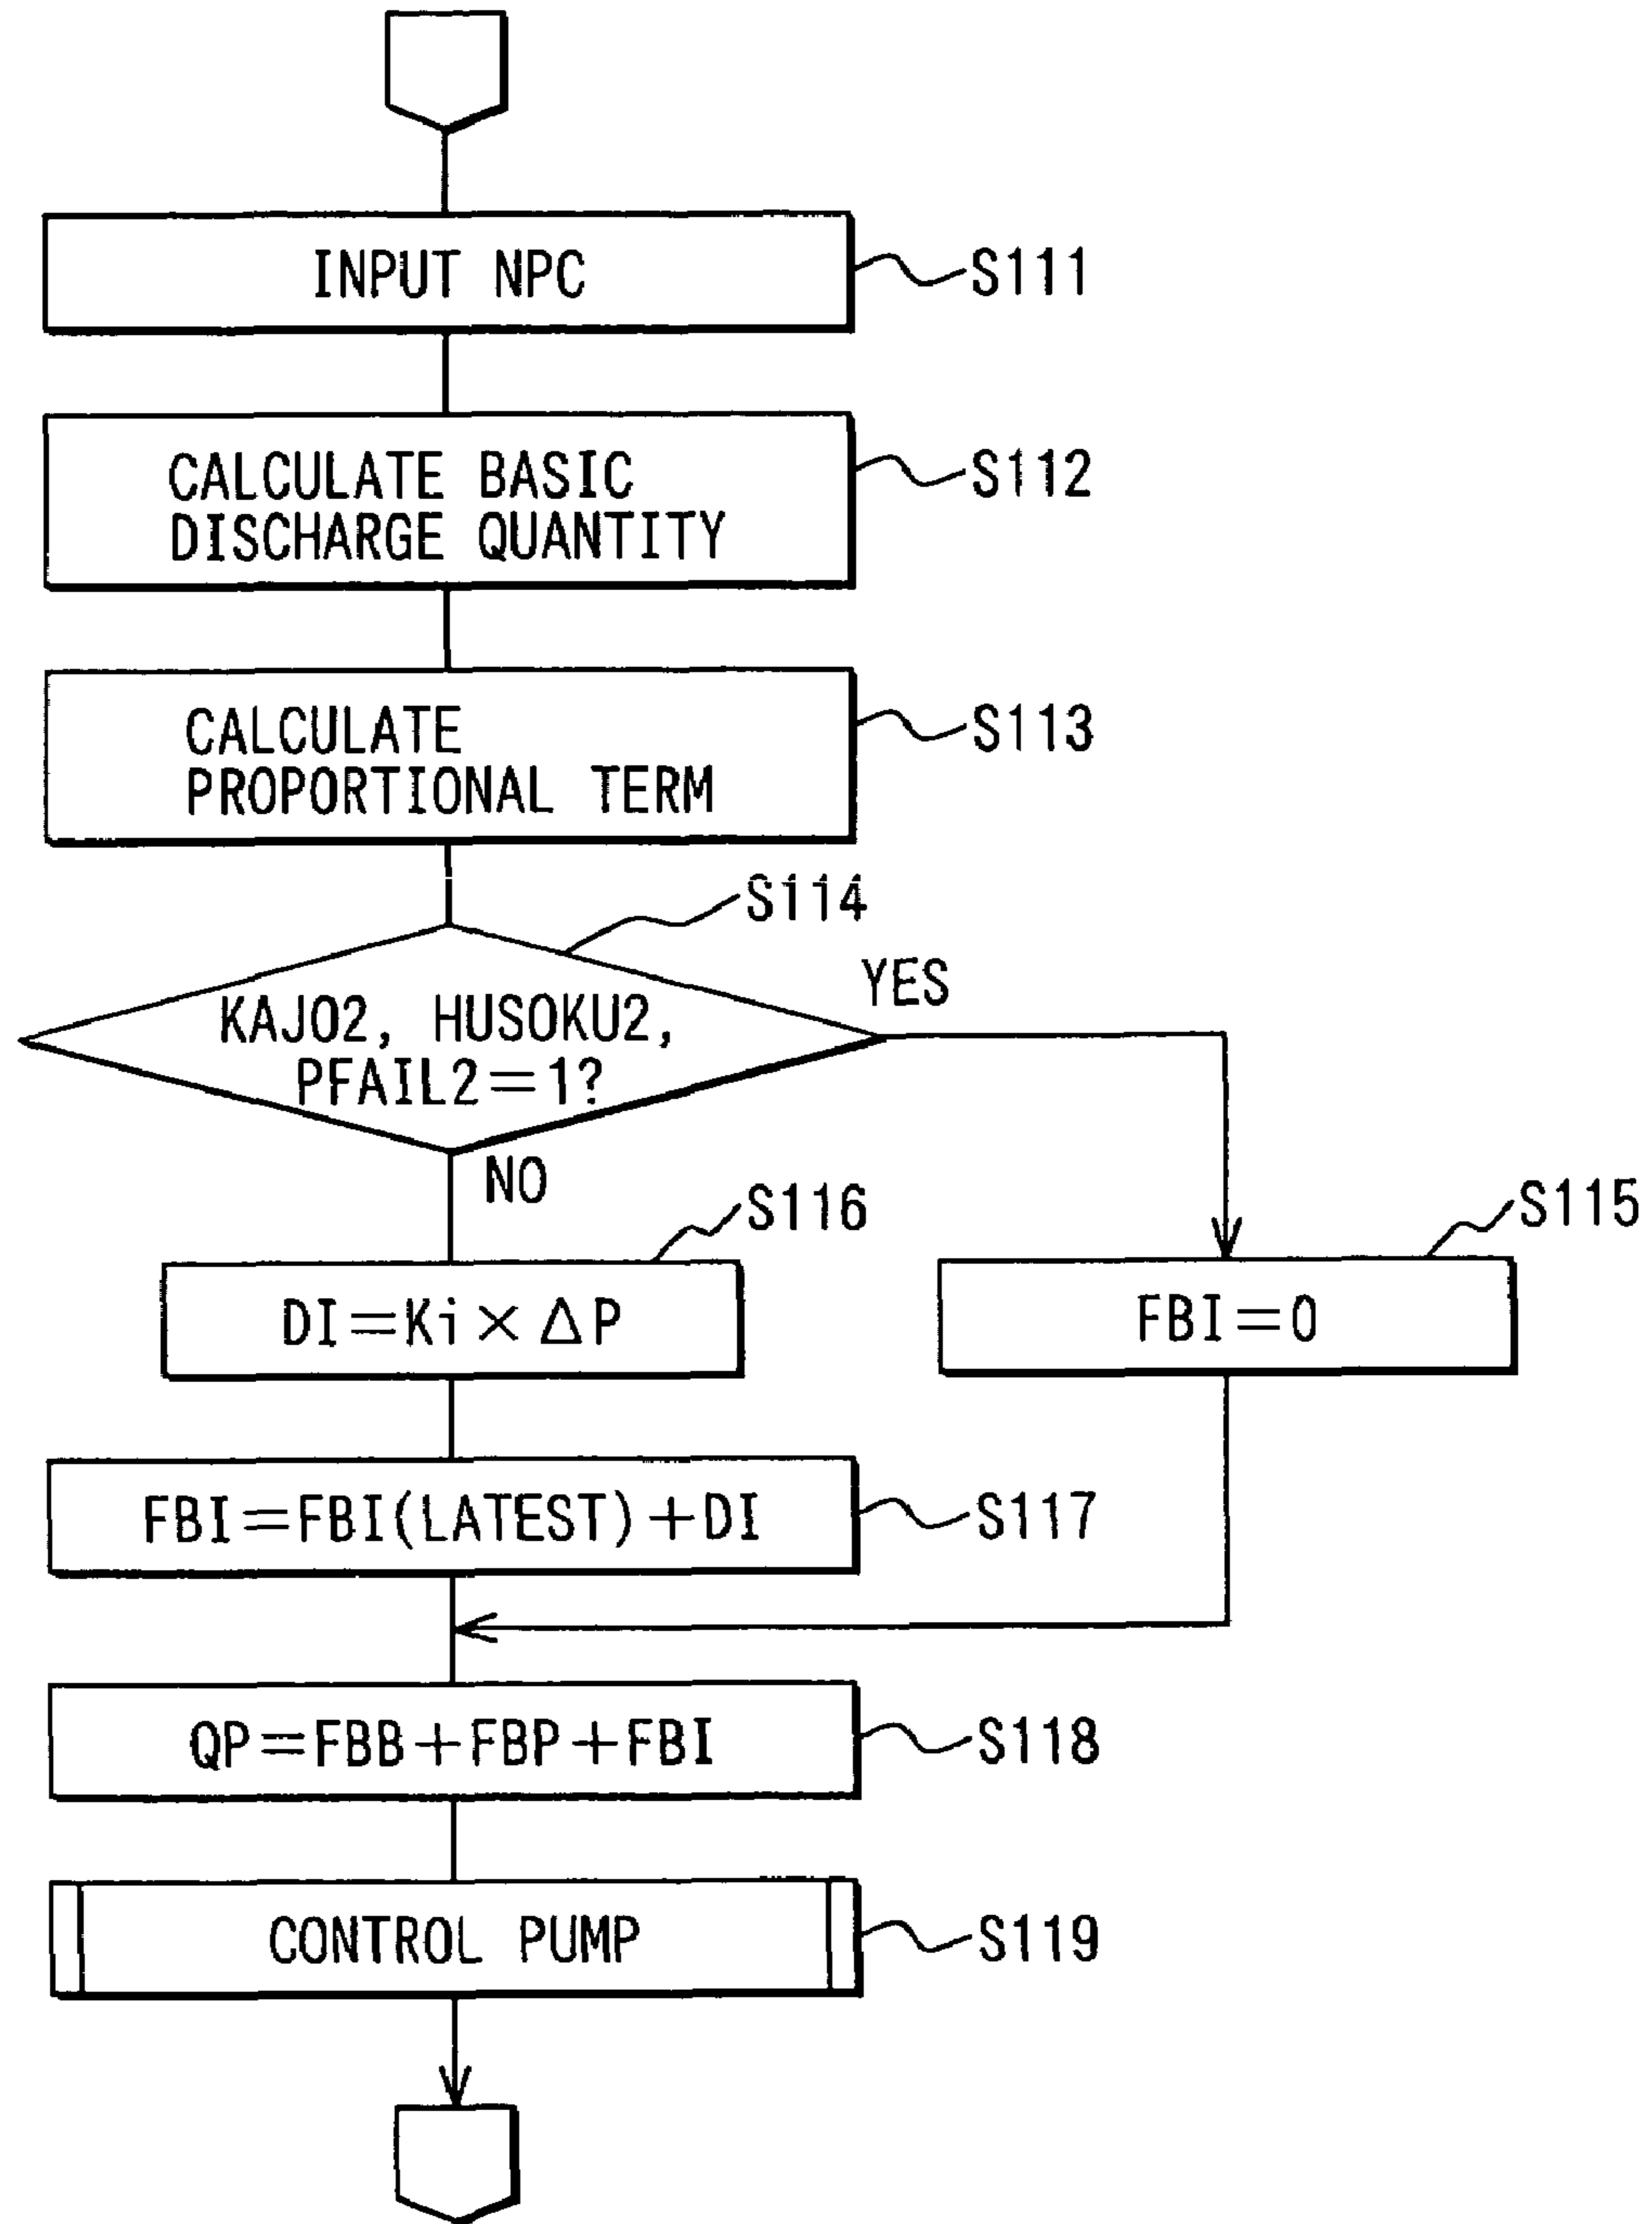 INPUT NPC
S111
CALCULATE BASIC
DISCHARGE QUANTITY
S112
CALCULATE
PROPORTIONAL TERM
S113
S114
KAJO2, HUSOKU2,
PFAIL2=1?
YES
NO
S116
DI=Ki×ΔP
S115
FBI=0
FBI=FBI(LATEST)+DI
S117
QP=FBB+FBP+FBI
S118
CONTROL PUMP
S119